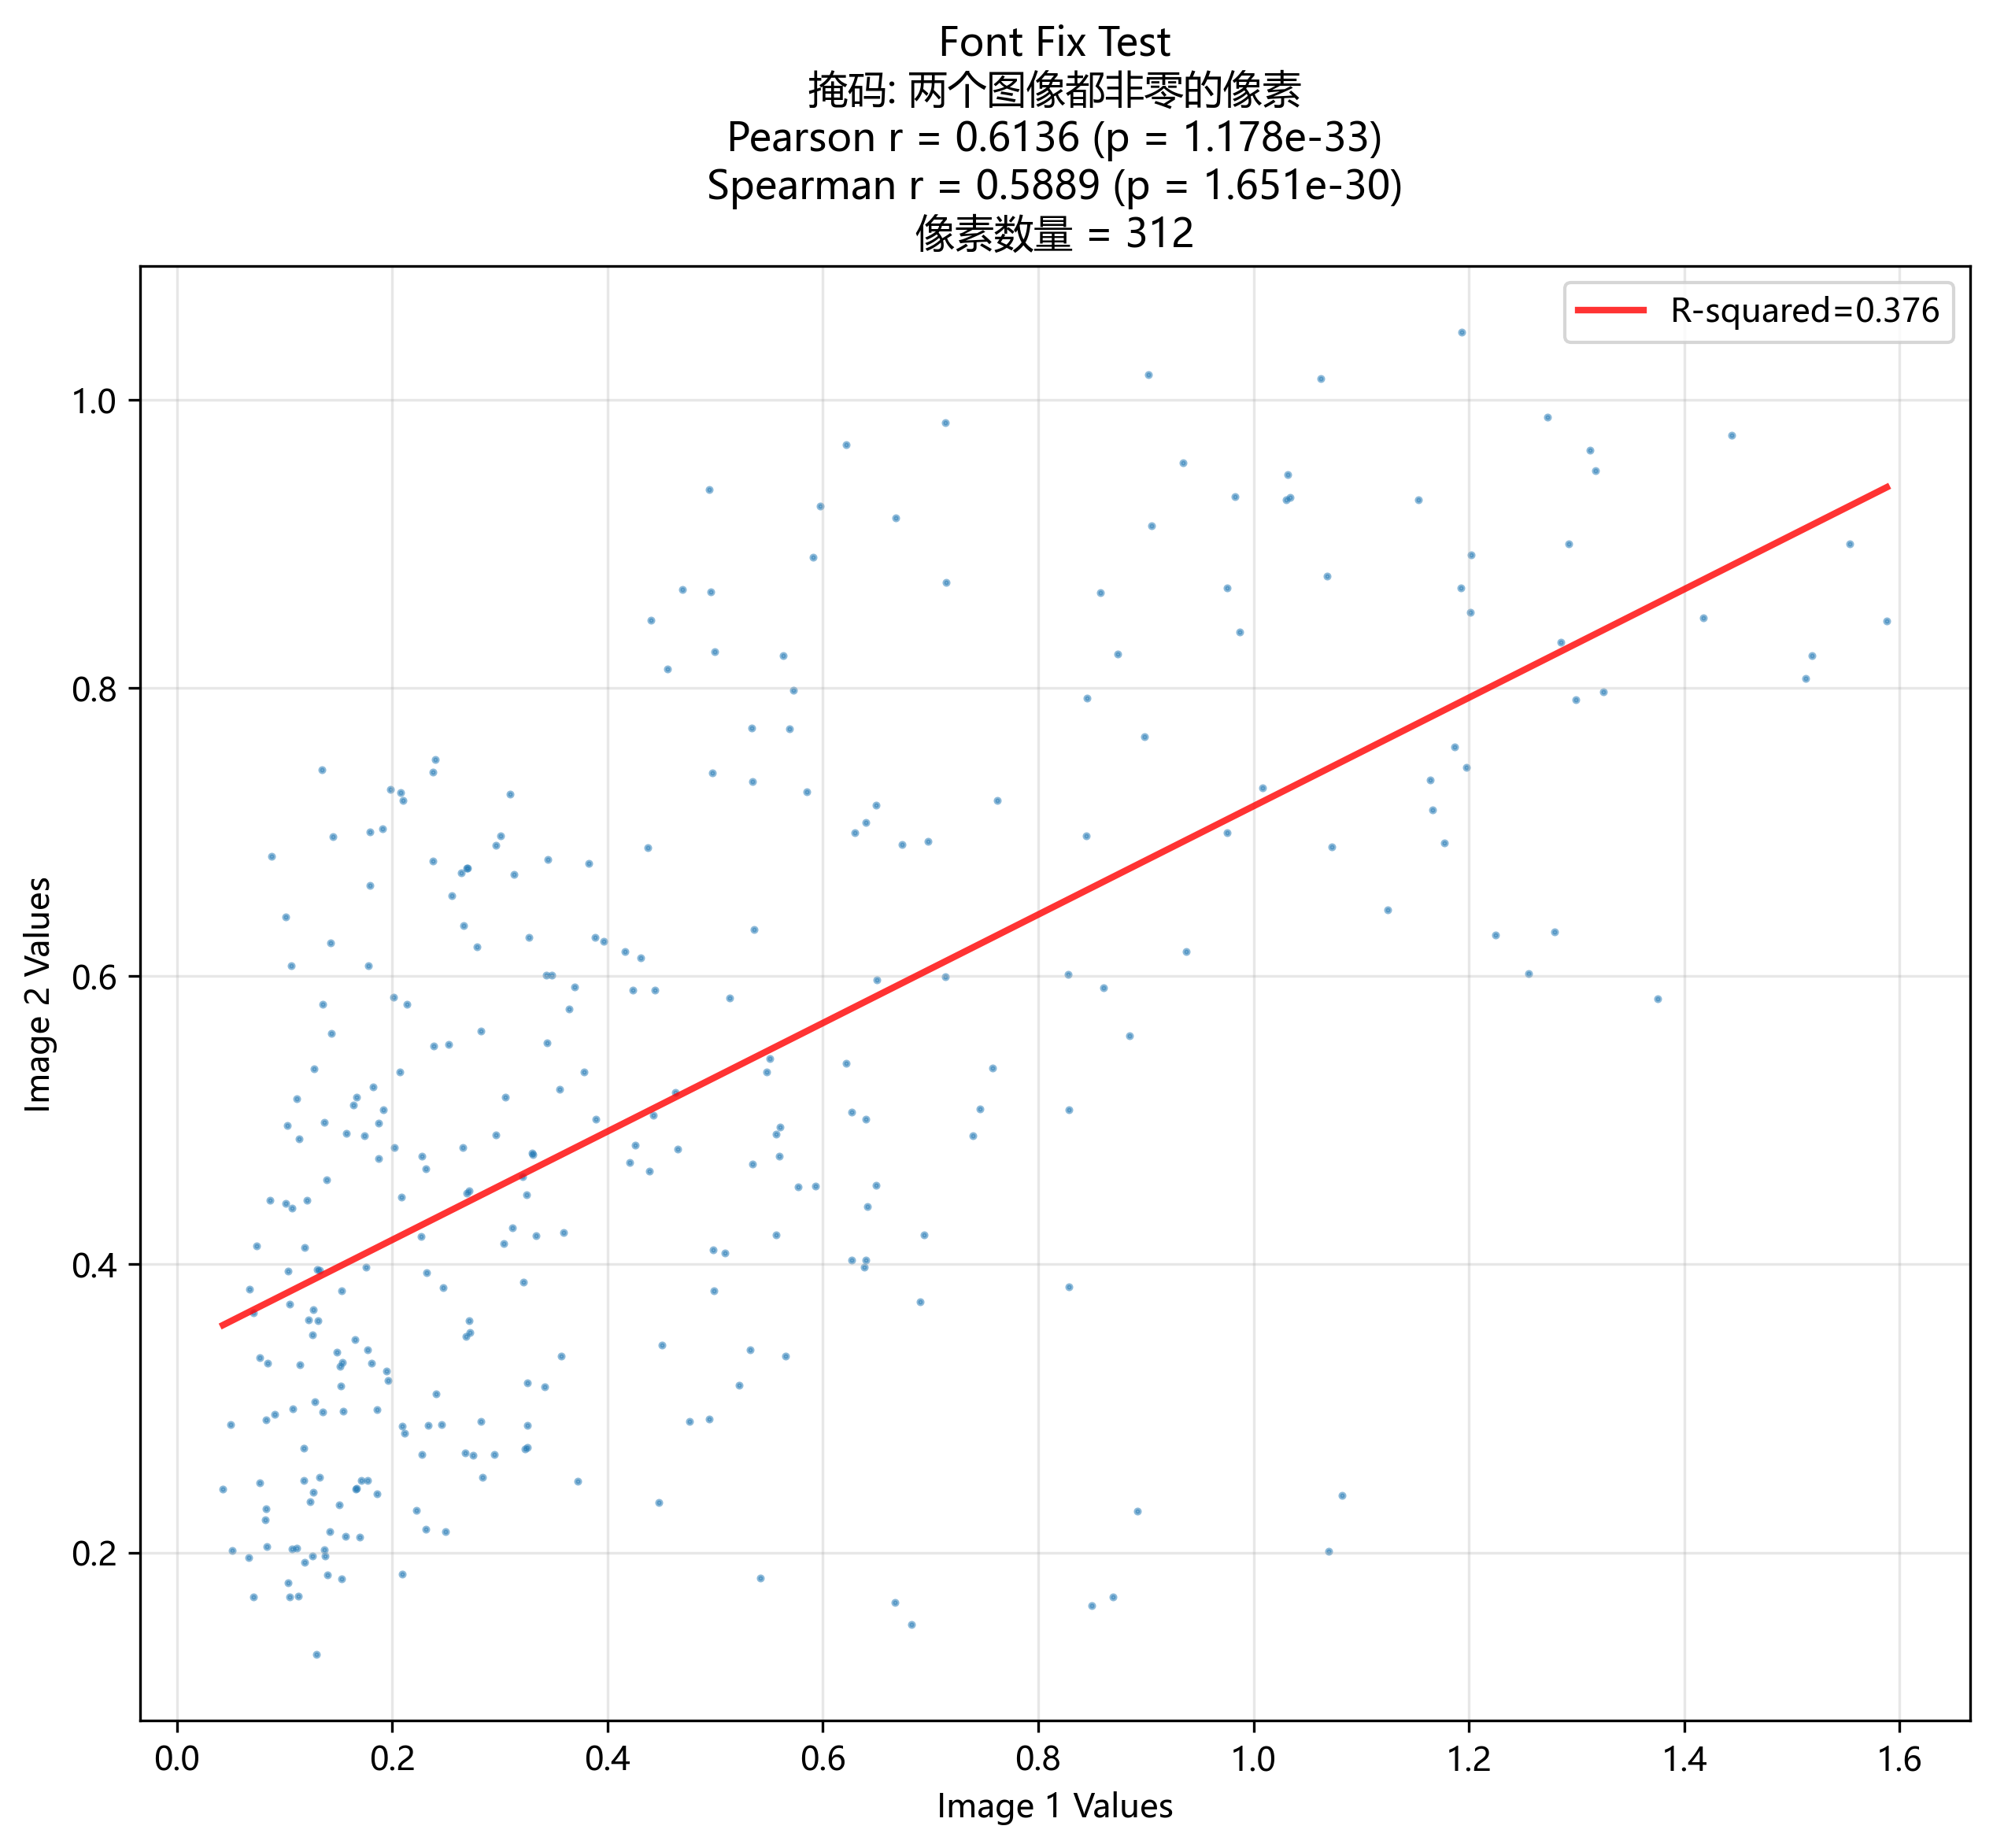 Font Fix Test
掩码: 两个图像都非零的像素
Pearson r = 0.6136 (p = 1.178e-33)
Spearman r = 0.5889 (p = 1.651e-30)
像素数量 = 312
R-squared=0.376
1.0
0.8
0.6
0.4
0.2
Image 2 Values
0.0 0.2 0.4 0.6 0.8 1.0 1.2 1.4 1.6
Image 1 Values